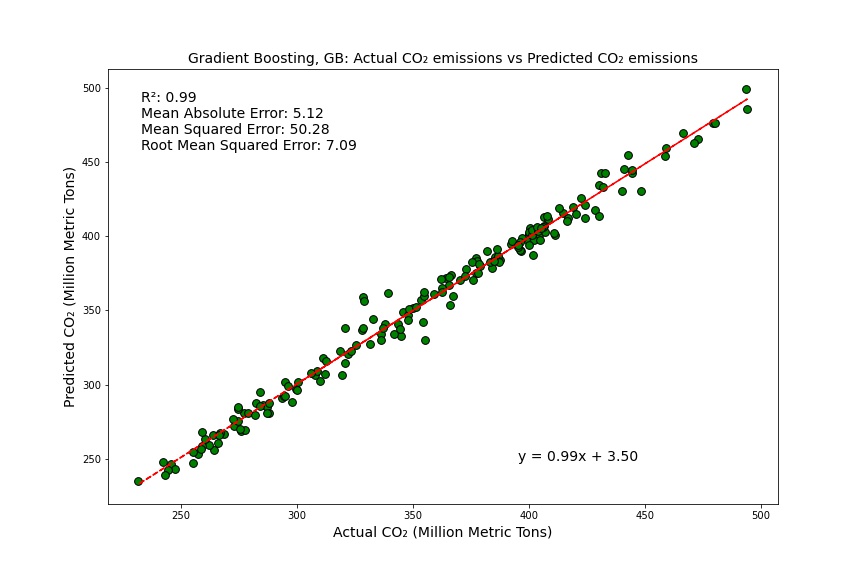 Gradient Boosting, GB: Actual CO₂ emissions vs Predicted CO₂ emissions
R²: 0.99
Mean Absolute Error: 5.12
Mean Squared Error: 50.28
Root Mean Squared Error: 7.09
Predicted CO₂ (Million Metric Tons)
500
450
400
350
300
250
y = 0.99x + 3.50
250 300 350 400 450 500
Actual CO₂ (Million Metric Tons)